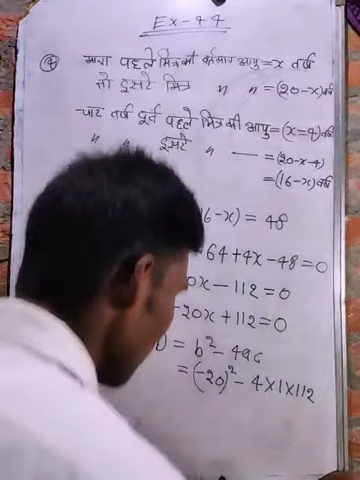 Ex-4.4
(4) माना पहले मित्र की वर्तमान आयु = x वर्ष
तो दूसरे मित्र " " = (20-x) वर्ष
चार वर्ष पूर्व पहले मित्र की आयु = (x-4) वर्ष
" " दूसरे " — = (20-x-4)
= (16-x) वर्ष
6-x) = 48
-64+4x-48=0
0x-112=0
-20x+112=0
D = b²-4ac
= (-20)² - 4×1×112